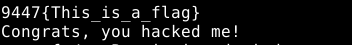 9447{This_is_a_flag}
Congrats, you hacked me!